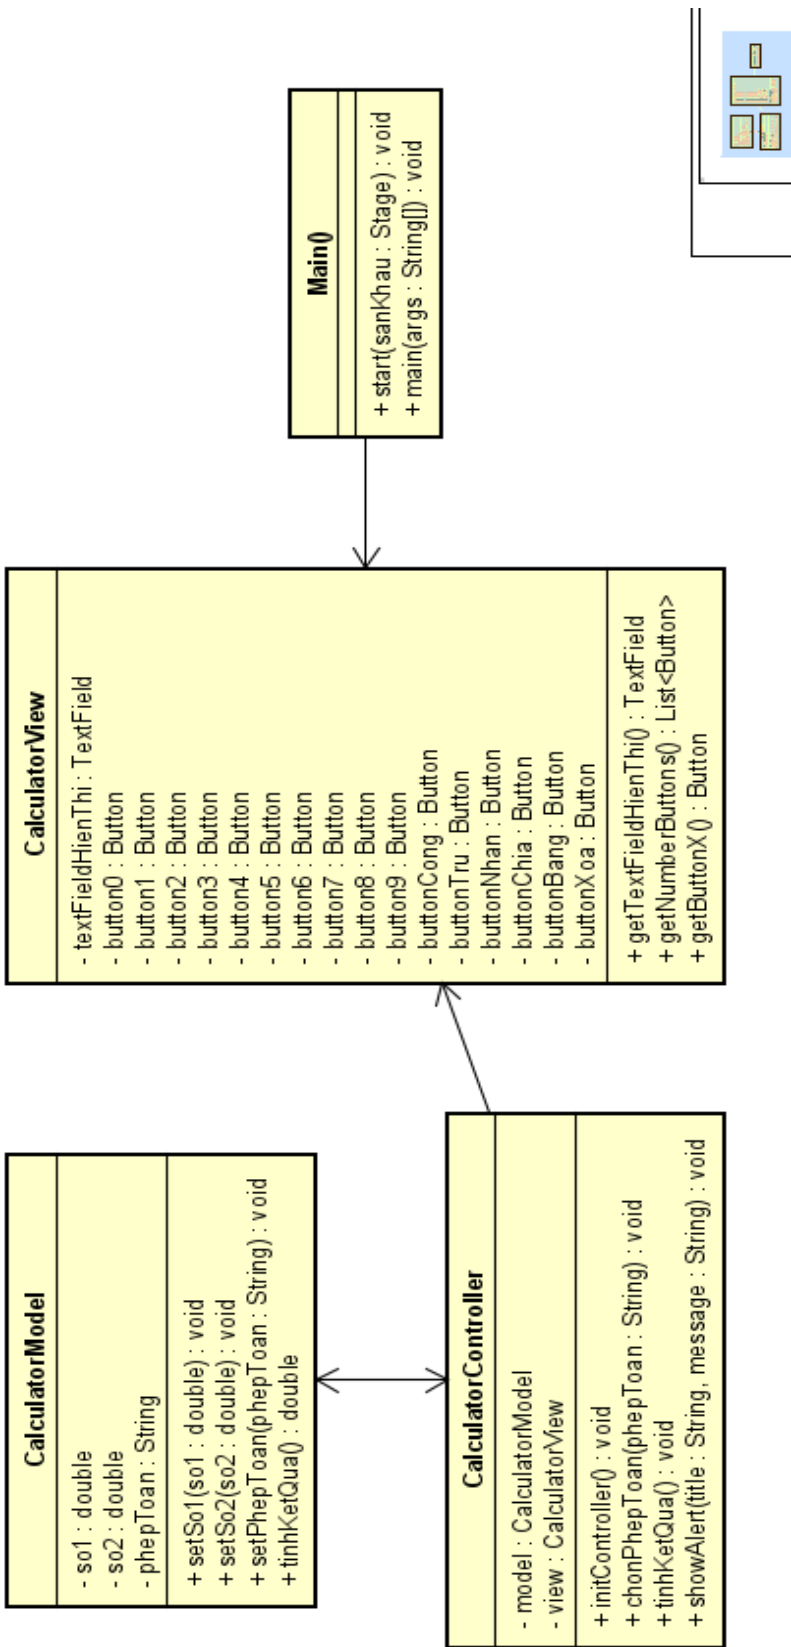 CalculatorModel
- so1 : double
- so2 : double
- phepToan : String
+ setSo1(so1 : double) : void
+ setSo2(so2 : double) : void
+ setPhepToan(phepToan : String) : void
+ tinhKetQua() : double
CalculatorController
- model : CalculatorModel
- view : CalculatorView
+ initController() : void
+ chonPhepToan(phepToan : String) : void
+ tinhKetQua() : void
+ showAlert(title : String, message : String) : void
CalculatorView
- textFieldHienThi : TextField
- button0 : Button
- button1 : Button
- button2 : Button
- button3 : Button
- button4 : Button
- button5 : Button
- button6 : Button
- button7 : Button
- button8 : Button
- button9 : Button
- buttonCong : Button
- buttonTru : Button
- buttonNhan : Button
- buttonChia : Button
- buttonBang : Button
- buttonXoa : Button
+ getTextFieldHienThi() : TextField
+ getNumberButtons() : List<Button>
+ getButtonX() : Button
Main()
+ start(sanKhau : Stage) : void
+ main(args : String[]) : void